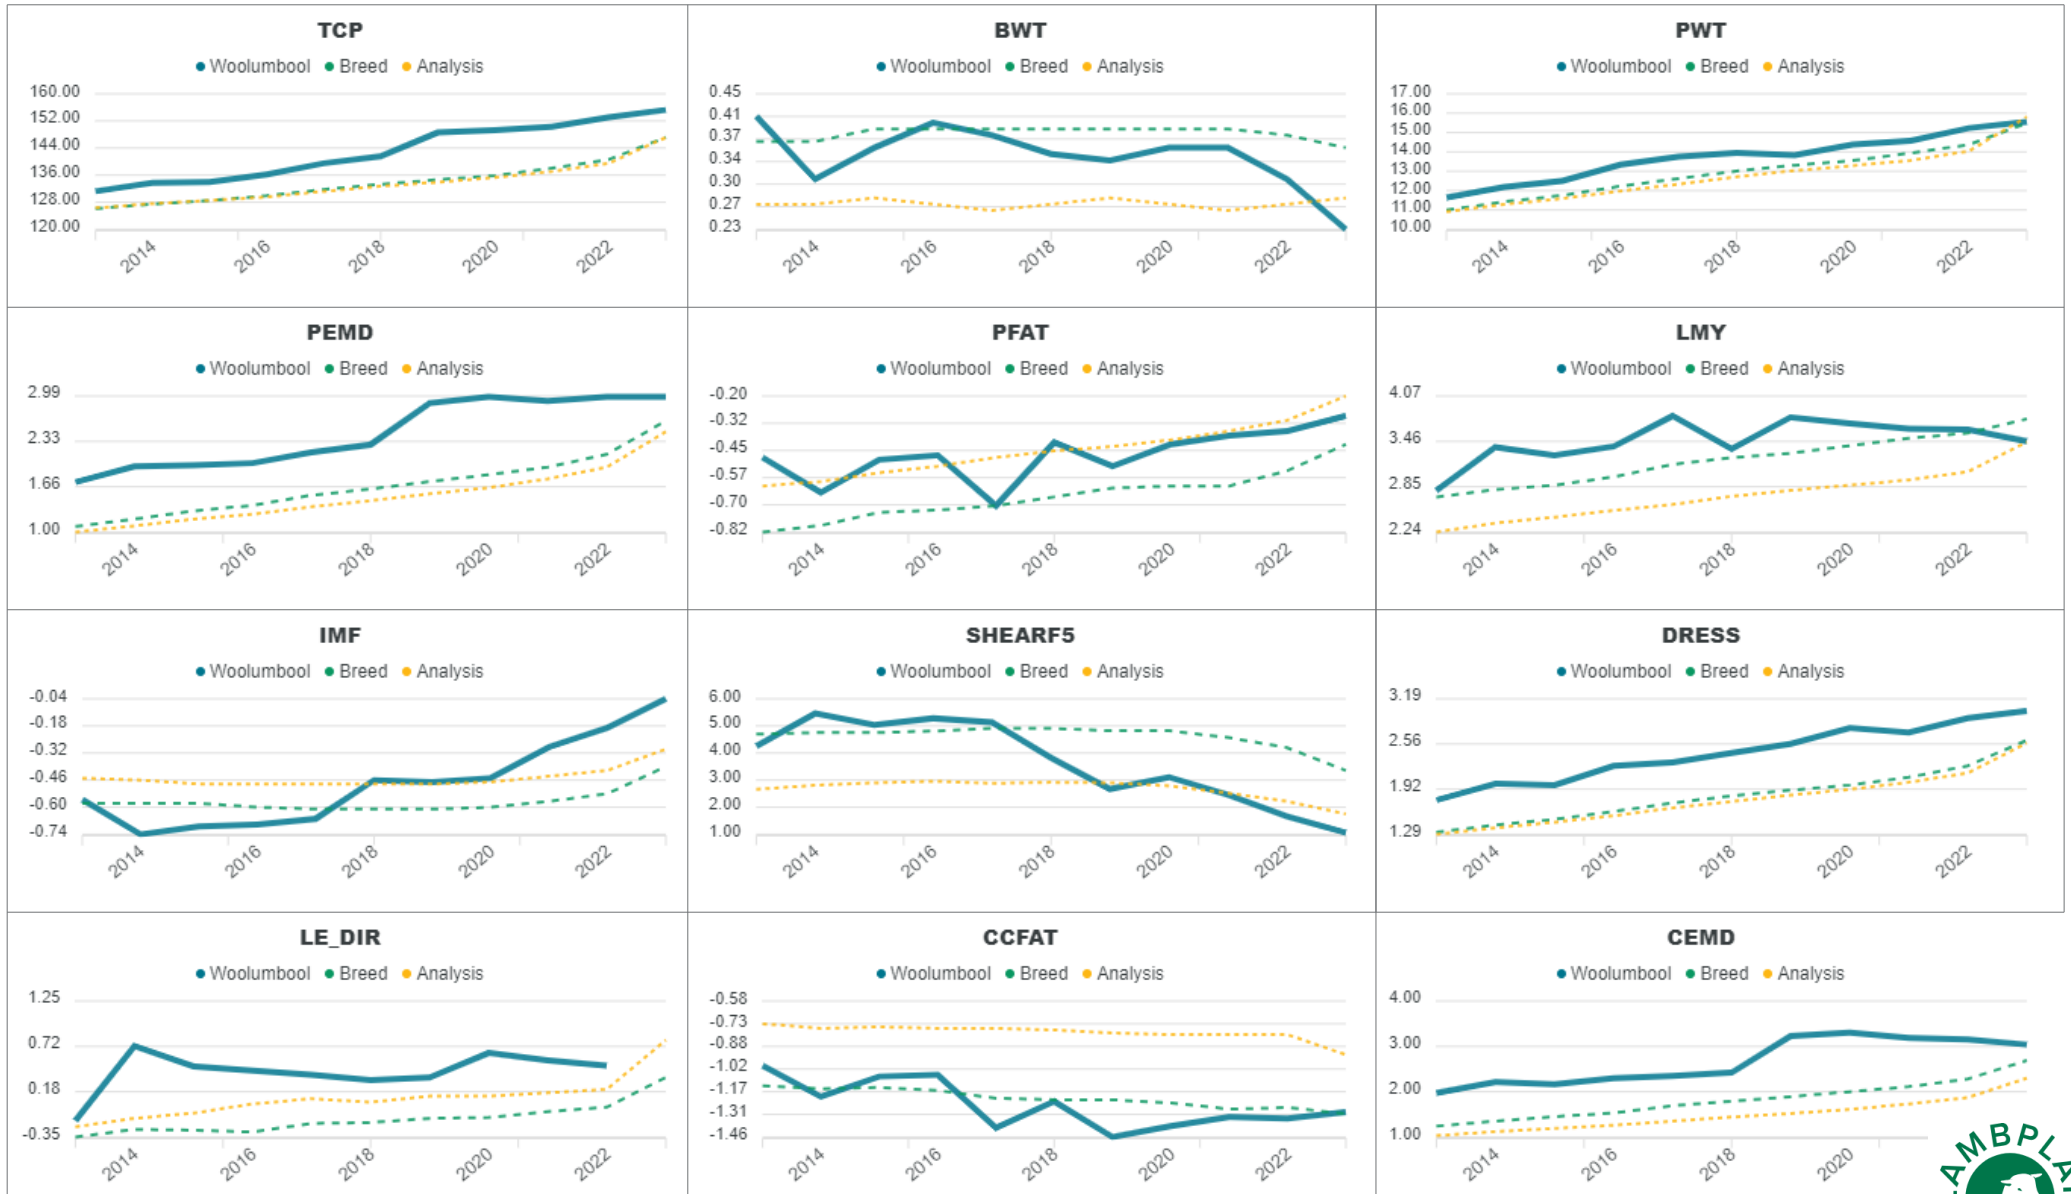 TCP
Woolumbool Breed Analysis
160.00
152.00
144.00
136.00
128.00
120.00
2014 2016 2018 2020 2022
BWT
Woolumbool Breed Analysis
0.45
0.41
0.37
0.34
0.30
0.27
0.23
2014 2016 2018 2020 2022
PWT
Woolumbool Breed Analysis
17.00
16.00
15.00
14.00
13.00
12.00
11.00
10.00
2014 2016 2018 2020 2022
PEMD
Woolumbool Breed Analysis
2.99
2.33
1.66
1.00
2014 2016 2018 2020 2022
PFAT
Woolumbool Breed Analysis
-0.20
-0.32
-0.45
-0.57
-0.70
-0.82
2014 2016 2018 2020 2022
LMY
Woolumbool Breed Analysis
4.07
3.46
2.85
2.24
2014 2016 2018 2020 2022
IMF
Woolumbool Breed Analysis
-0.04
-0.18
-0.32
-0.46
-0.60
-0.74
2014 2016 2018 2020 2022
SHEARF5
Woolumbool Breed Analysis
6.00
5.00
4.00
3.00
2.00
1.00
2014 2016 2018 2020 2022
DRESS
Woolumbool Breed Analysis
3.19
2.56
1.92
1.29
2014 2016 2018 2020 2022
LE_DIR
Woolumbool Breed Analysis
1.25
0.72
0.18
-0.35
2014 2016 2018 2020 2022
CCFAT
Woolumbool Breed Analysis
-0.58
-0.73
-0.88
-1.02
-1.17
-1.31
-1.46
2014 2016 2018 2020 2022
CEMD
Woolumbool Breed Analysis
4.00
3.00
2.00
1.00
2014 2016 2018 2020
AMBPLA